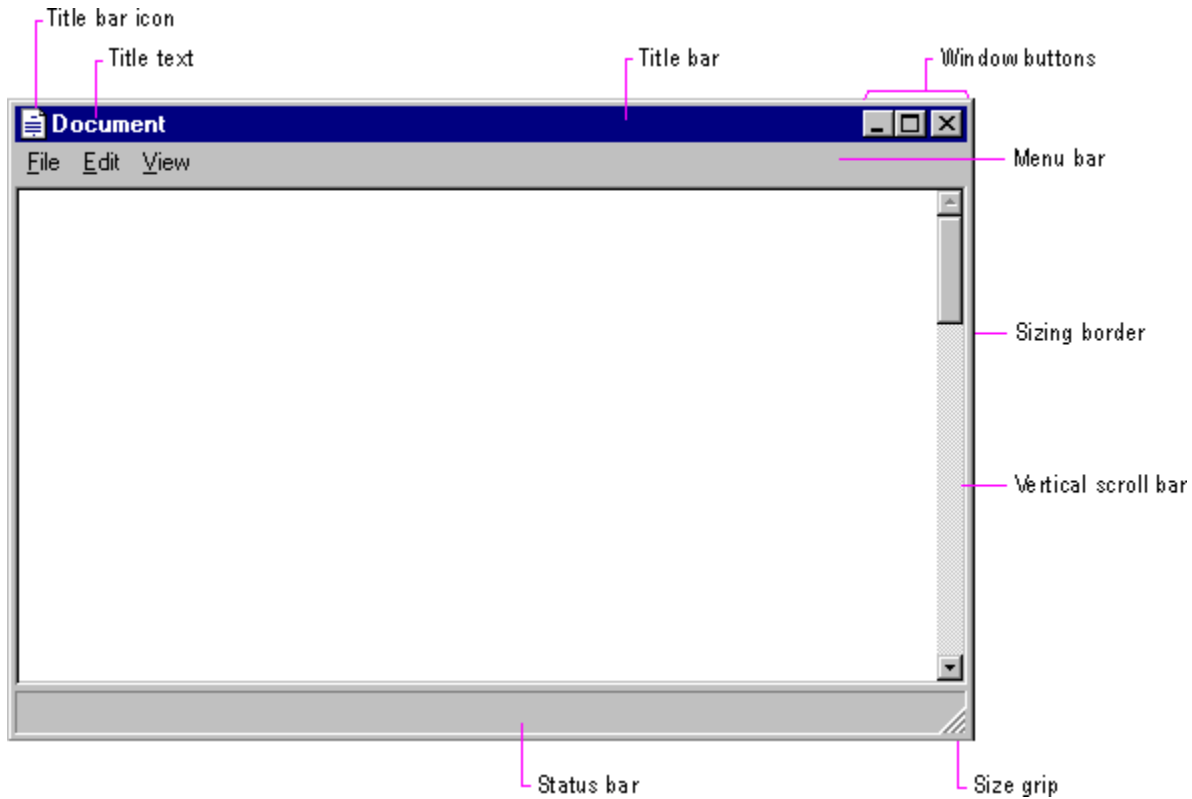 Title bar icon
Title text
Title bar
Window buttons
Document
File Edit View
Menu bar
Sizing border
Vertical scroll bar
Status bar
Size grip